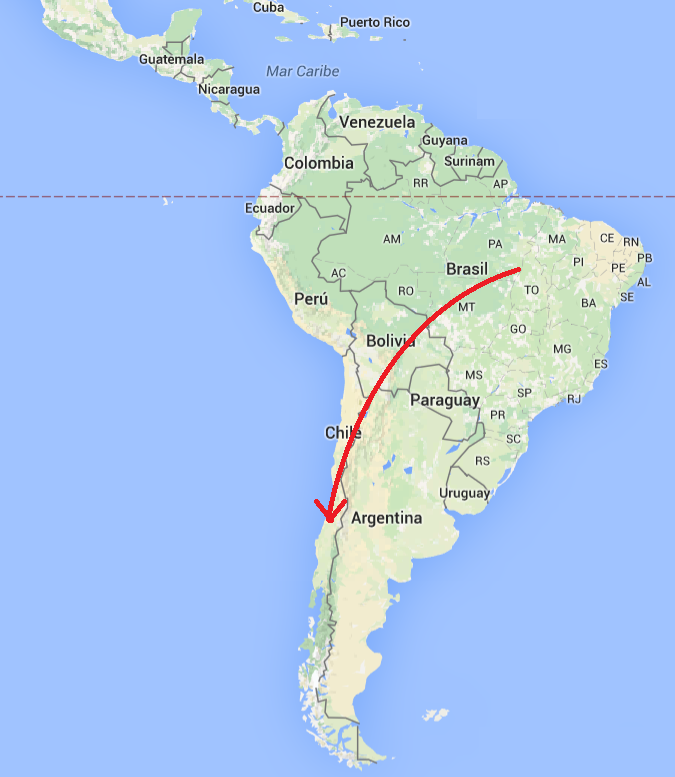 Cuba
Puerto Rico
Guatemala
Mar Caribe
Nicaragua
Venezuela
Guyana
Colombia
Surinam
RR
AP
Ecuador
AM
PA
MA
CE
RN
PB
PI
PE
AC
Brasil
AL
RO
TO
SE
Perú
MT
BA
GO
Bolivia
MG
ES
MS
SP
RJ
Paraguay
PR
Chile
SC
RS
Uruguay
Argentina